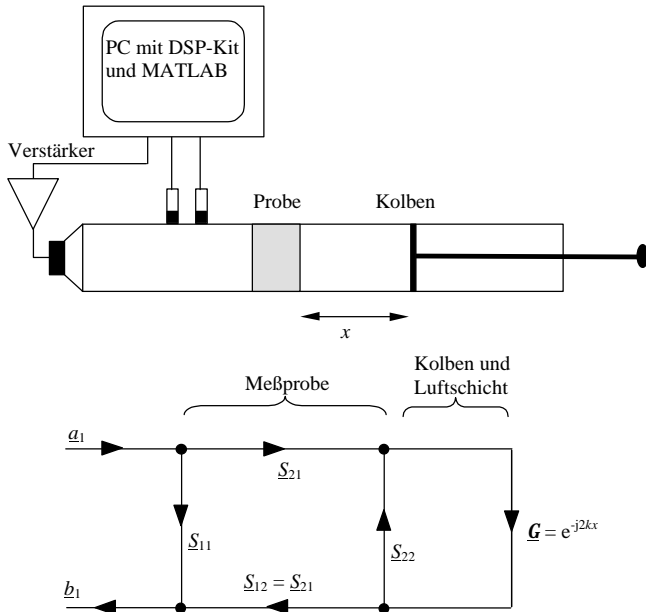 PC mit DSP-Kit
und MATLAB
Verstärker
Probe
Kolben
x
Meßprobe
Kolben und
Luftschicht
a1
S21
S11
S22
G = e-j2kx
S12 = S21
b1